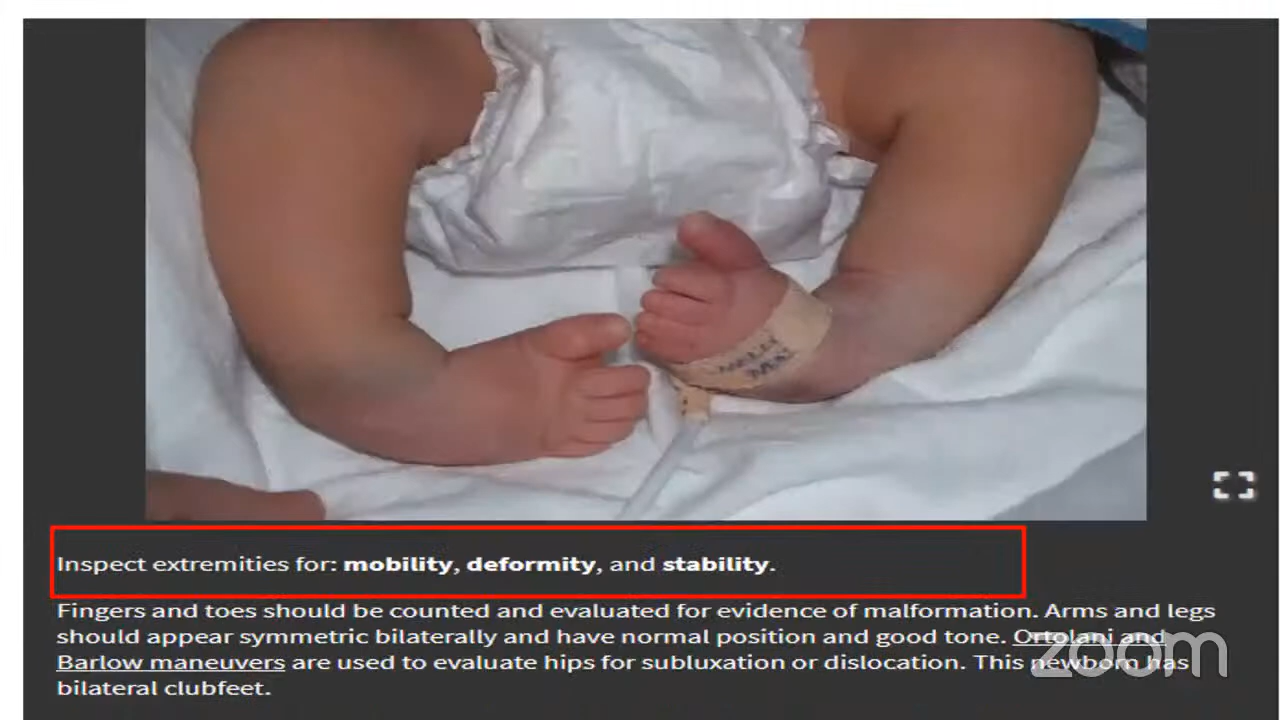 Inspect extremities for: mobility, deformity, and stability.
Fingers and toes should be counted and evaluated for evidence of malformation. Arms and legs
should appear symmetric bilaterally and have normal position and good tone. Ortolani and
Barlow maneuvers are used to evaluate hips for subluxation or dislocation. This newborn has
bilateral clubfeet.
zoom